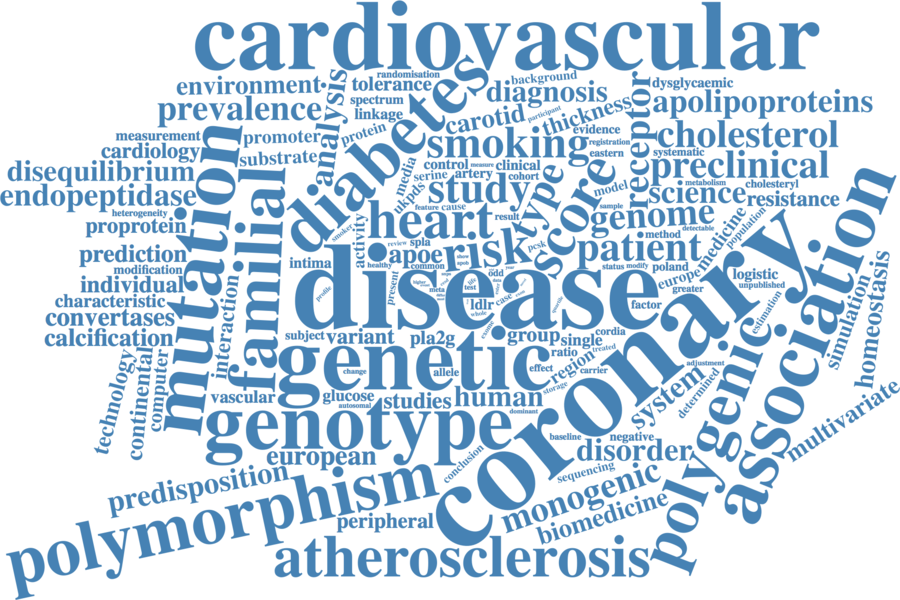 cardiovascular
randomisation
environment
tolerance
background
diagnosis
dysglycaemic
prevalence
analysis
spectrum
linkage
diabetes
carotid
participant
thickness
receptor
apolipoproteins
measurement
promoter
protein
smoking
evidence
registration
cholesterol
cardiology
substrate
media
control
measure
clinical
eastern
systematic
preclinical
disequilibrium
mutation
familial
serine
artery
cohort
type
score
model
metabolism
cholesteryl
endopeptidase
ukpds
study
science
resistance
heterogeneity
feature
cause
sample
genome
medicine
population
proprotein
smoker
activity
heart
result
method
detectable
association
prediction
review
spla
apoe
risk
pcsk
patient
modification
intima
healthy
common
status
modify
poland
europe
logistic
individual
interaction
profile
present
disease
greater
unpublished
characteristic
meta
test
ldlr
case
whole
factor
coronary
estimation
simulation
homeostasis
convertases
calcification
subject
variant
pla2g
group
single
cordia
technology
continental
computer
genetic
change
allele
effect
ratio
treated
region
carrier
adjustment
polygenic
vascular
glucose
autosomal
studies
human
storage
system
determined
multivariate
genotype
dominant
european
conclusion
baseline
negative
disorder
predisposition
polymorphism
sequencing
monogenic
biomedicine
peripheral
atherosclerosis